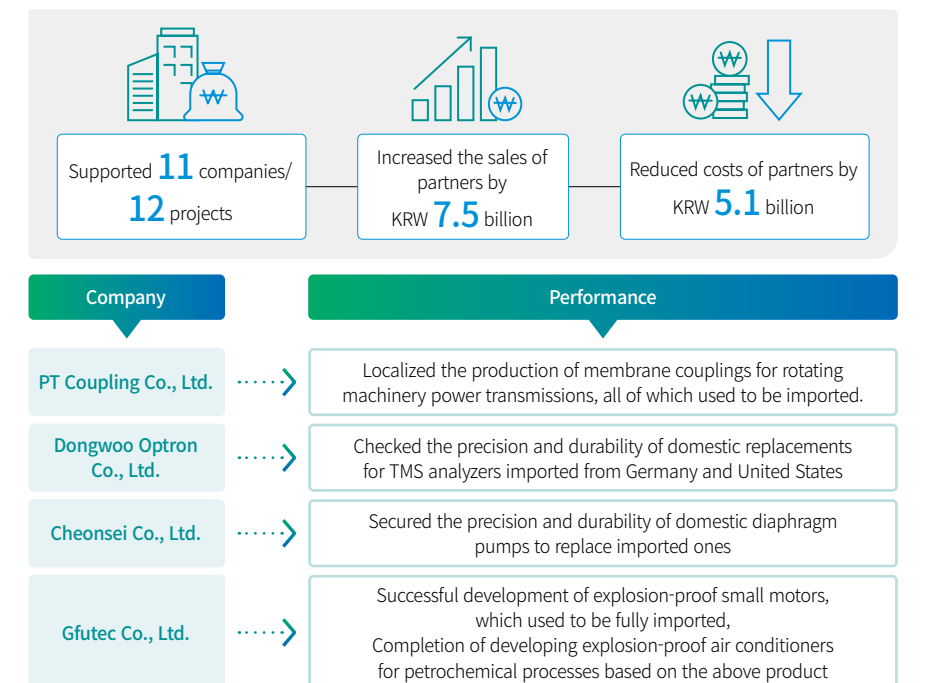 Supported 11 companies/
12 projects
Increased the sales of
partners by
KRW 7.5 billion
Reduced costs of partners by
KRW 5.1 billion
Company
Performance
PT Coupling Co., Ltd.
Localized the production of membrane couplings for rotating
machinery power transmissions, all of which used to be imported.
Dongwoo Optron
Co., Ltd.
Checked the precision and durability of domestic replacements
for TMS analyzers imported from Germany and United States
Cheonsei Co., Ltd.
Secured the precision and durability of domestic diaphragm
pumps to replace imported ones
Gfutec Co., Ltd.
Successful development of explosion-proof small motors,
which used to be fully imported,
Completion of developing explosion-proof air conditioners
for petrochemical processes based on the above product